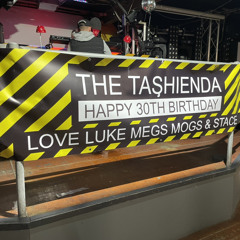 THE TAŞHIENDA
HAPPY 30TH BIRTHDAY
LOVE LUKE MEGS MOGS & STACE